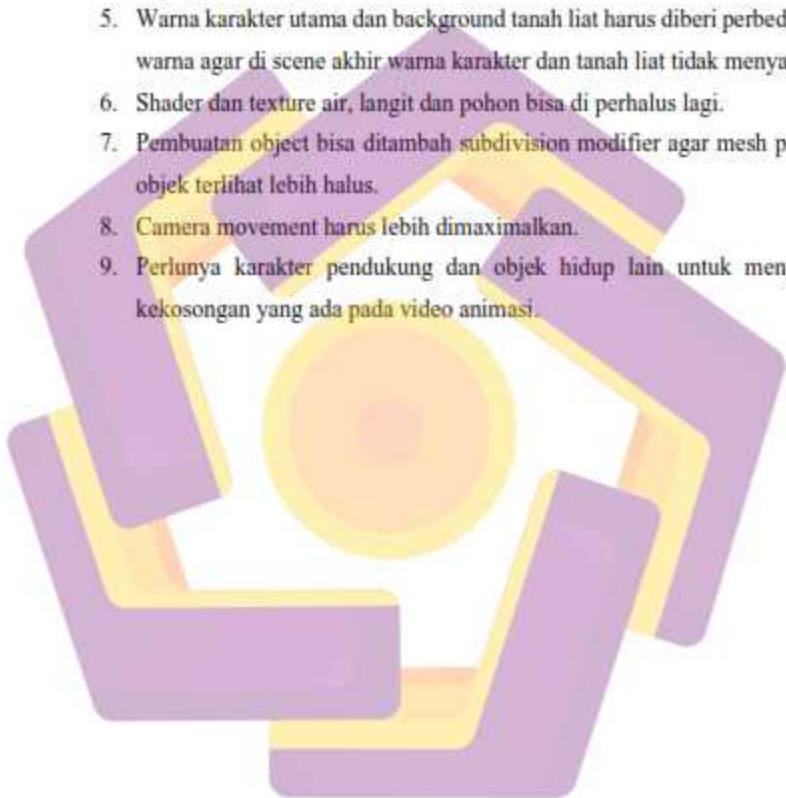 5. Warna karakter utama dan background tanah liat harus diberi perbed
warna agar di scene akhir warna karakter dan tanah liat tidak menya
6. Shader dan texture air, langit dan pohon bisa di perhalus lagi.
7. Pembuatan object bisa ditambah subdivision modifier agar mesh p
objek terlihat lebih halus.
8. Camera movement harus lebih dimaximalkan.
9. Perlunya karakter pendukung dan objek hidup lain untuk men
kekosongan yang ada pada video animasi.